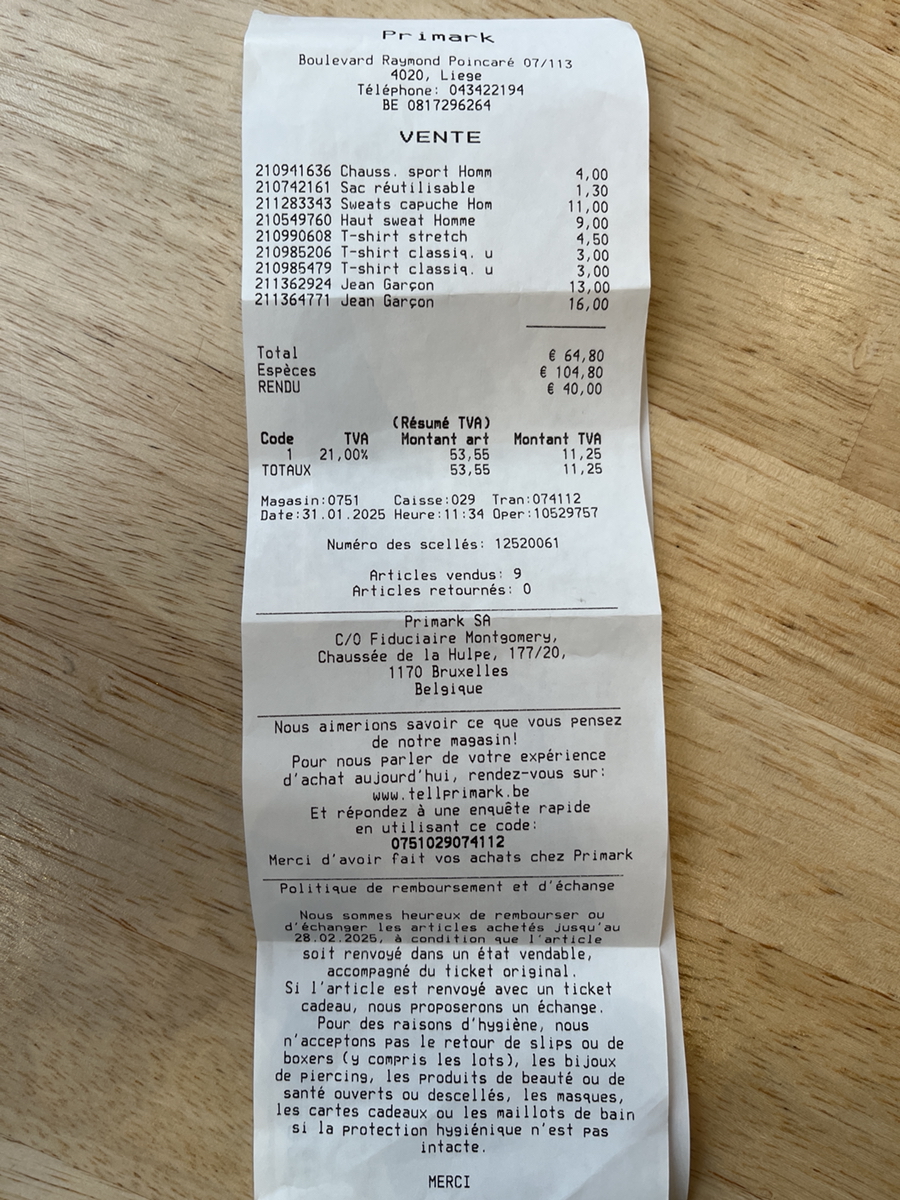 Primark
Boulevard Raymond Poincaré 07/113
4020, Liege
Téléphone: 043422194
BE 0817296264
VENTE
210941636 Chauss. sport Homm 4,00
210742161 Sac réutilisable 1,30
211283343 Sweats capuche Hom 11,00
210549760 Haut sweat Homme 9,00
210990608 T-shirt stretch 4,50
210985206 T-shirt classiq. u 3,00
210985479 T-shirt classiq. u 3,00
211362924 Jean Garçon 13,00
211364771 Jean Garçon 16,00
Total € 64,80
Espèces € 104,80
RENDU € 40,00
(Résumé TVA)
Code TVA Montant art Montant TVA
1 21,00% 53,55 11,25
TOTAUX 53,55 11,25
Magasin:0751 Caisse:029 Tran:074112
Date:31.01.2025 Heure:11:34 Oper:10529757
Numéro des scellés: 12520061
Articles vendus: 9
Articles retournés: 0
Primark SA
C/O Fiduciaire Montgomery,
Chaussée de la Hulpe, 177/20,
1170 Bruxelles
Belgique
Nous aimerions savoir ce que vous pensez
de notre magasin!
Pour nous parler de votre expérience
d'achat aujourd'hui, rendez-vous sur:
www.tellprimark.be
Et répondez à une enquête rapide
en utilisant ce code:
0751029074112
Merci d'avoir fait vos achats chez Primark
Politique de remboursement et d'échange
Nous sommes heureux de rembourser ou
d'échanger les articles achetés jusqu'au
28.02.2025, à condition que l'article
soit renvoyé dans un état vendable,
accompagné du ticket original.
Si l'article est renvoyé avec un ticket
cadeau, nous proposerons un échange.
Pour des raisons d'hygiène, nous
n'acceptons pas le retour de slips ou de
boxers (y compris les lots), les bijoux
de piercing, les produits de beauté ou de
santé ouverts ou descellés, les masques,
les cartes cadeaux ou les maillots de bain
si la protection hygiénique n'est pas
intacte.
MERCI